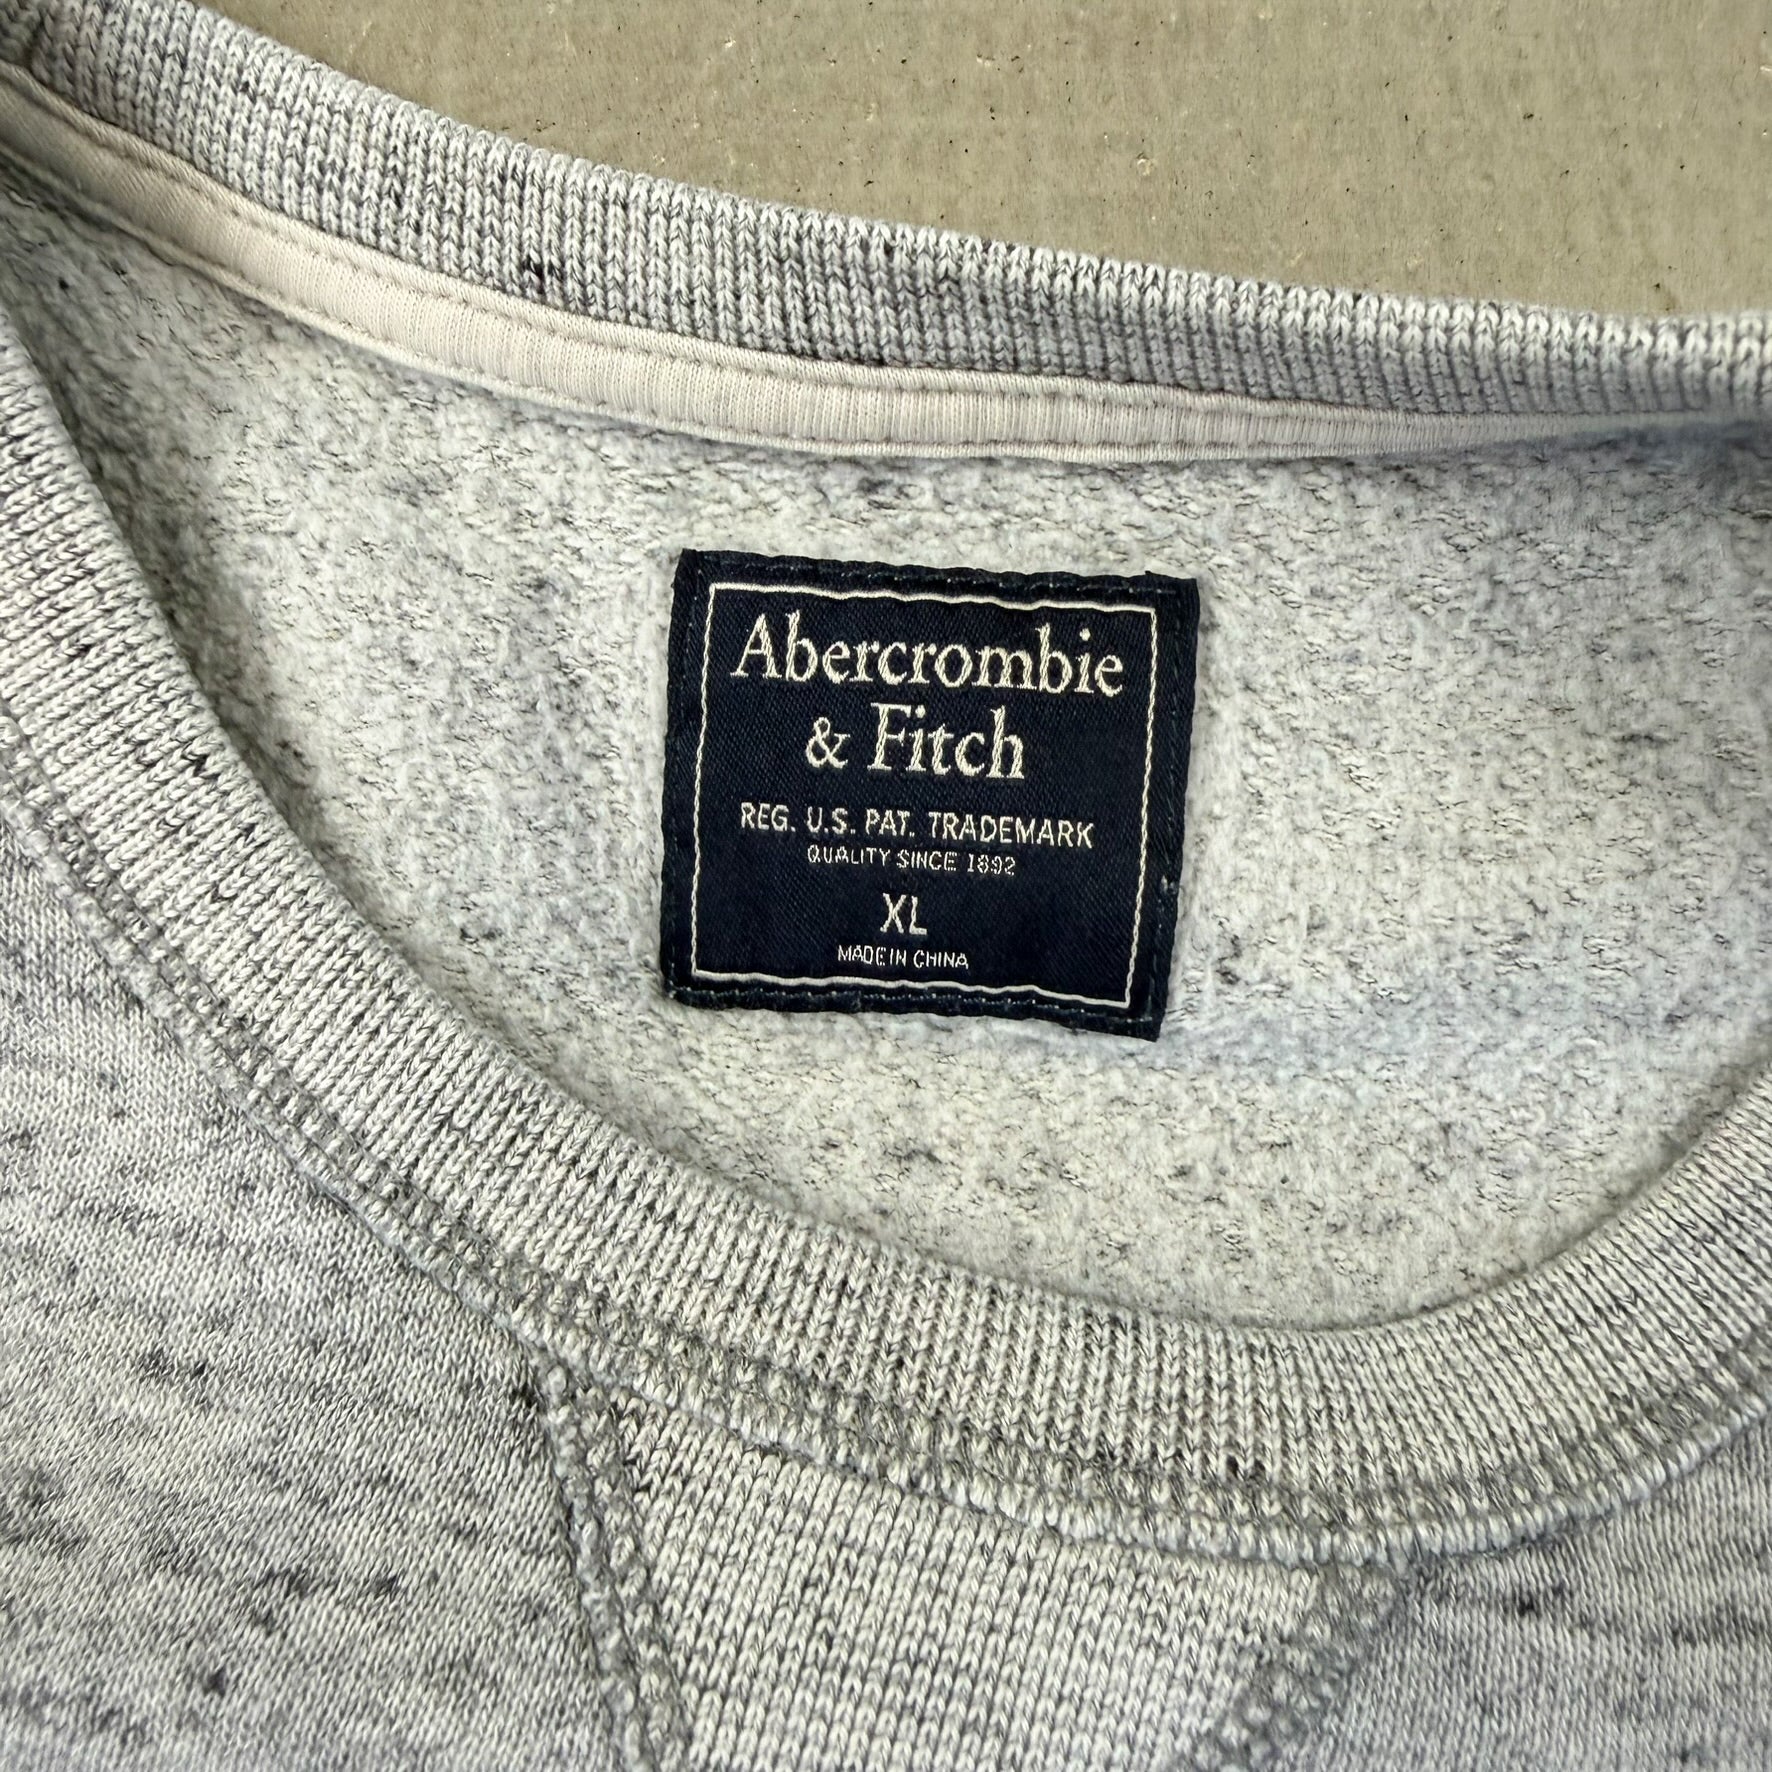 Abercrombie
& Fitch
REG. U.S. PAT. TRADEMARK
QUALITY SINCE 1892
XL
MADE IN CHINA